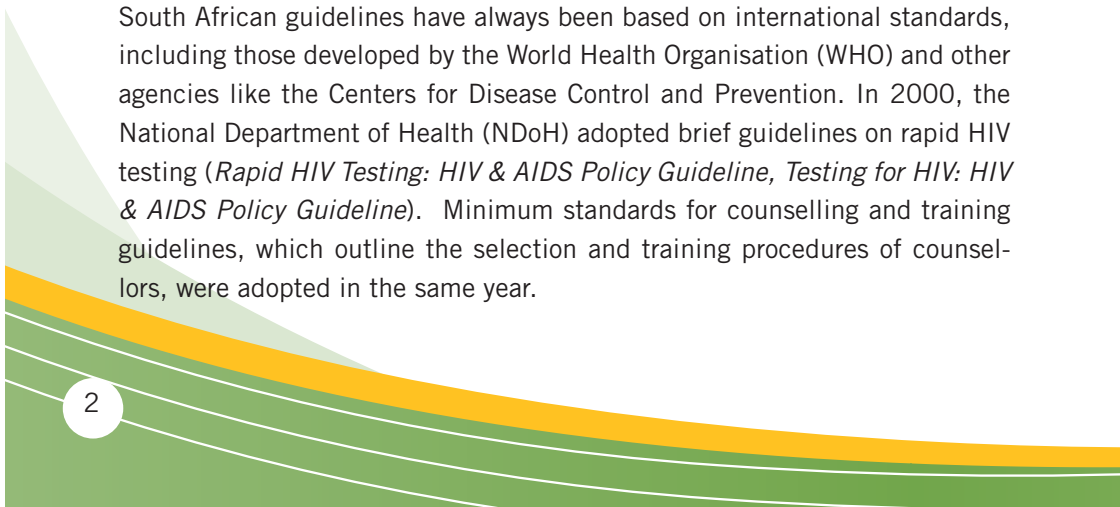 South African guidelines have always been based on international standards,
including those developed by the World Health Organisation (WHO) and other
agencies like the Centers for Disease Control and Prevention. In 2000, the
National Department of Health (NDoH) adopted brief guidelines on rapid HIV
testing (Rapid HIV Testing: HIV & AIDS Policy Guideline, Testing for HIV: HIV
& AIDS Policy Guideline).  Minimum standards for counselling and training
guidelines, which outline the selection and training procedures of counsel-
lors, were adopted in the same year.
2